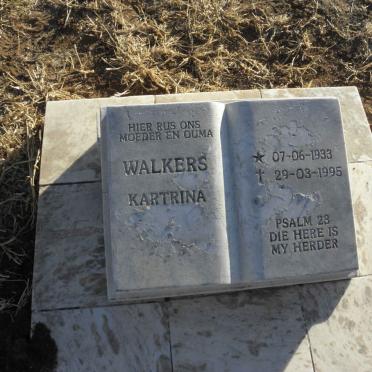 HIER RUS ONS
MOEDER EN OUMA
WALKERS
KARTRINA
★ 07-06-1933
† 29-03-1995
PSALM 23
DIE HERE IS
MY HERDER